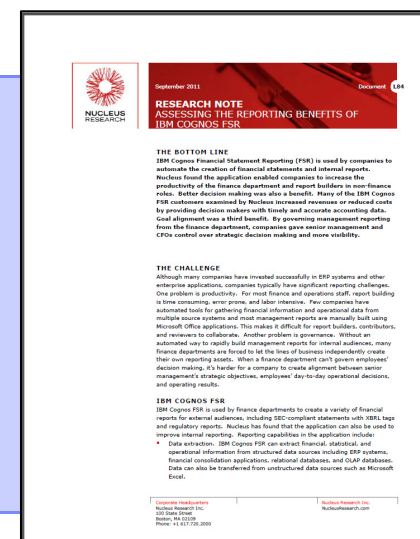 September 2011
Document L84
NUCLEUS
RESEARCH
RESEARCH NOTE
ASSESSING THE REPORTING BENEFITS OF
IBM COGNOS FSR
THE BOTTOM LINE
IBM Cognos Financial Statement Reporting (FSR) is used by companies to
automate the creation of financial statements and internal reports.
Nucleus found the application enabled companies to increase the
productivity of the finance department and report builders in non-finance
roles. Better decision making was also a benefit. Many of the IBM Cognos
FSR customers examined by Nucleus increased revenues or reduced costs
by providing decision makers with timely and accurate accounting data.
Goal alignment was a third benefit. By governing management reporting
from the finance department, companies gave senior management and
CFOs control over strategic decision making and more visibility.
THE CHALLENGE
Although many companies have invested successfully in ERP systems and other
enterprise applications, companies typically have significant reporting challenges.
One problem is productivity. For most finance and operations staff, report building
is time consuming, error prone, and labor intensive. Few companies have
automated tools for gathering financial information and operational data from
multiple source systems and most management reports are manually built using
Microsoft Office applications. This makes it difficult for report builders, contributors,
and reviewers to collaborate. Another problem is governance. Without an
automated way to rapidly build management reports for internal audiences, many
finance departments are forced to let the lines of business independently create
their own reporting assets. When a finance department can't govern employees'
decision making, it's harder for a company to create alignment between senior
management's strategic objectives, employees' day-to-day operational decisions,
and operating results.
IBM COGNOS FSR
IBM Cognos FSR is used by finance departments to create a variety of financial
reports for external audiences, including SEC-compliant statements with XBRL tags
and regulatory reports. Nucleus has found that the application can also be used to
improve internal reporting. Reporting capabilities in the application include:
• Data extraction. IBM Cognos FSR can extract financial, statistical, and
operational information from structured data sources including ERP systems,
financial consolidation applications, relational databases, and OLAP databases.
Data can also be transferred from unstructured data sources such as Microsoft
Excel.
Corporate Headquarters
Nucleus Research Inc.
100 State Street
Boston, MA 02109
Phone: +1 617.720.2000
Nucleus Research Inc.
NucleusResearch.com